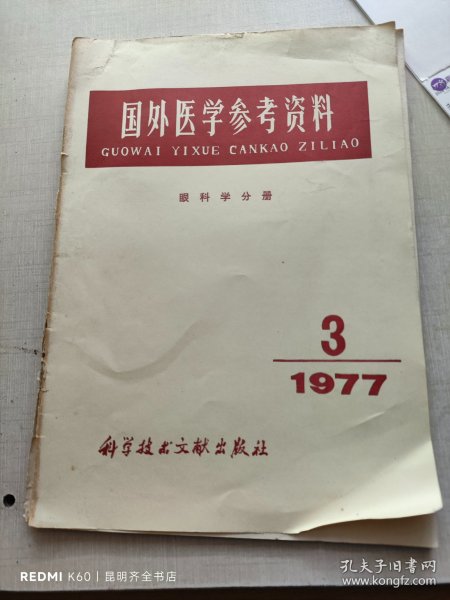 国外医学参考资料
GUOWAI YIXUE CANKAO ZILIAO
眼科学分册
3
1977
科学技术文献出版社
REDMI K60 | 昆明齐全书店
孔夫子旧书网
www.kongfz.com